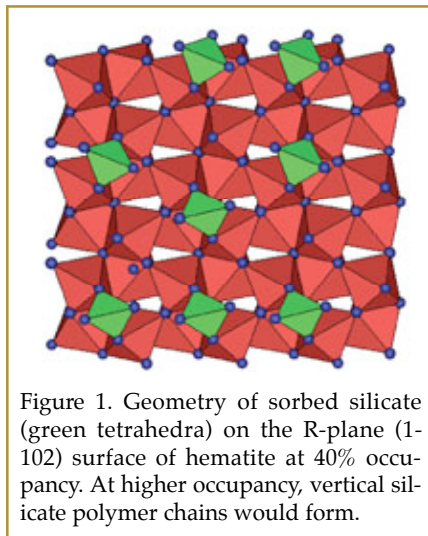 Figure 1. Geometry of sorbed silicate
(green tetrahedra) on the R-plane (1-
102) surface of hematite at 40% occu-
pancy. At higher occupancy, vertical sil-
icate polymer chains would form.